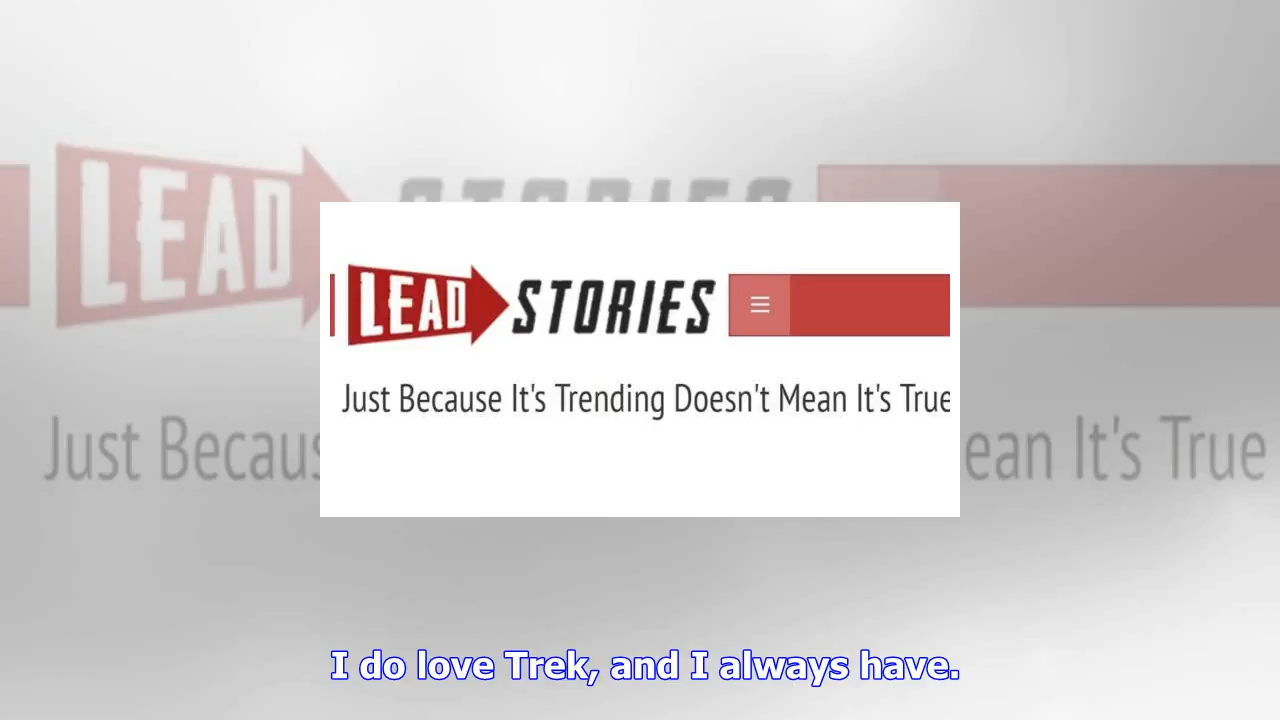 LEAD STORIES
Just Because It's Trending Doesn't Mean It's True
I do love Trek, and I always have.